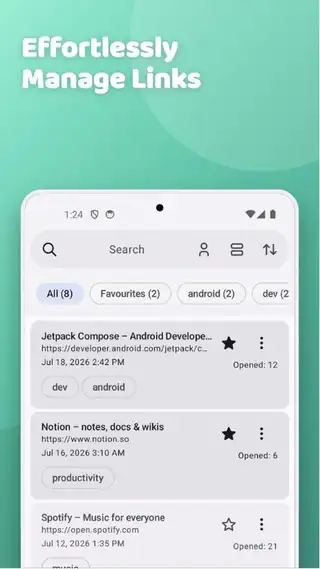 Effortlessly
Manage Links
1:24
Search
All (8) Favourites (2) android (2) dev (2
Jetpack Compose – Android Develope...
https://developer.android.com/jetpack/c...
Jul 18, 2026 2:42 PM
Opened: 12
dev android
Notion – notes, docs & wikis
https://www.notion.so
Jul 16, 2026 3:10 AM
Opened: 6
productivity
Spotify – Music for everyone
https://open.spotify.com
Jul 12, 2026 1:35 PM
Opened: 21
music